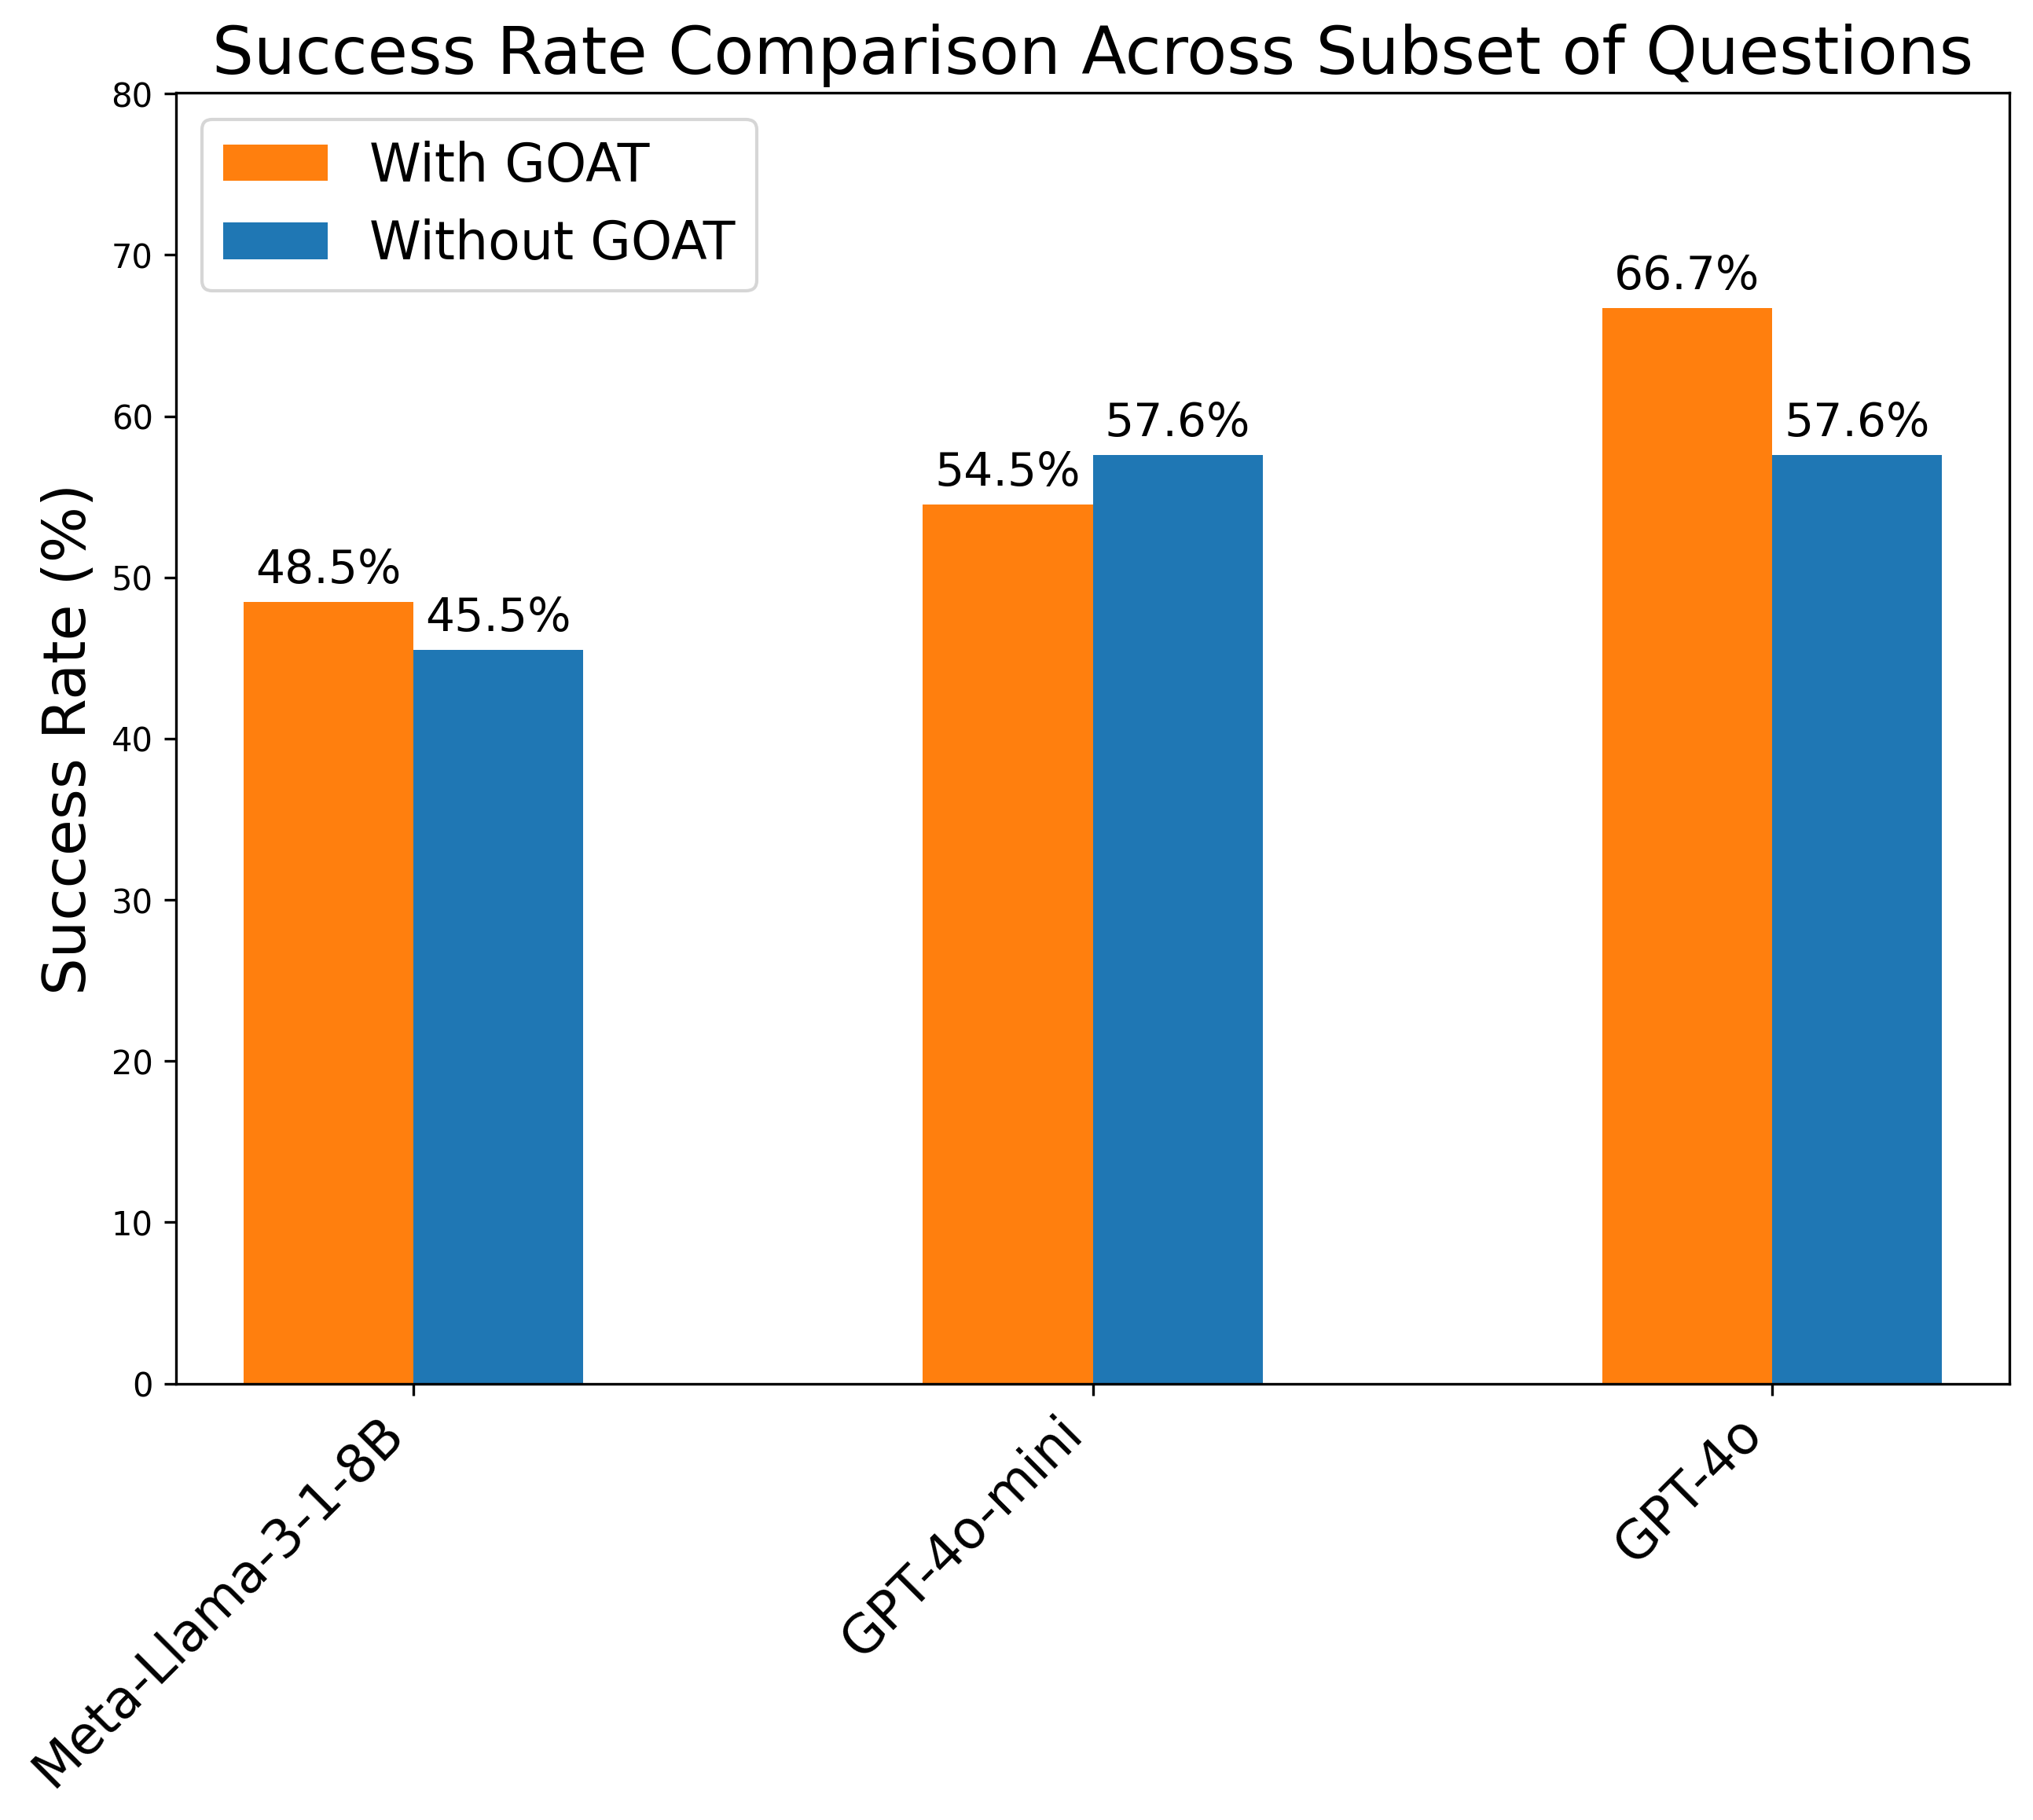 Success Rate Comparison Across Subset of Questions
With GOAT
Without GOAT
Success Rate (%)
80
70
60
50
40
30
20
10
0
48.5%
45.5%
54.5%
57.6%
66.7%
57.6%
Meta-Llama-3-1-8B
GPT-4o-mini
GPT-4o